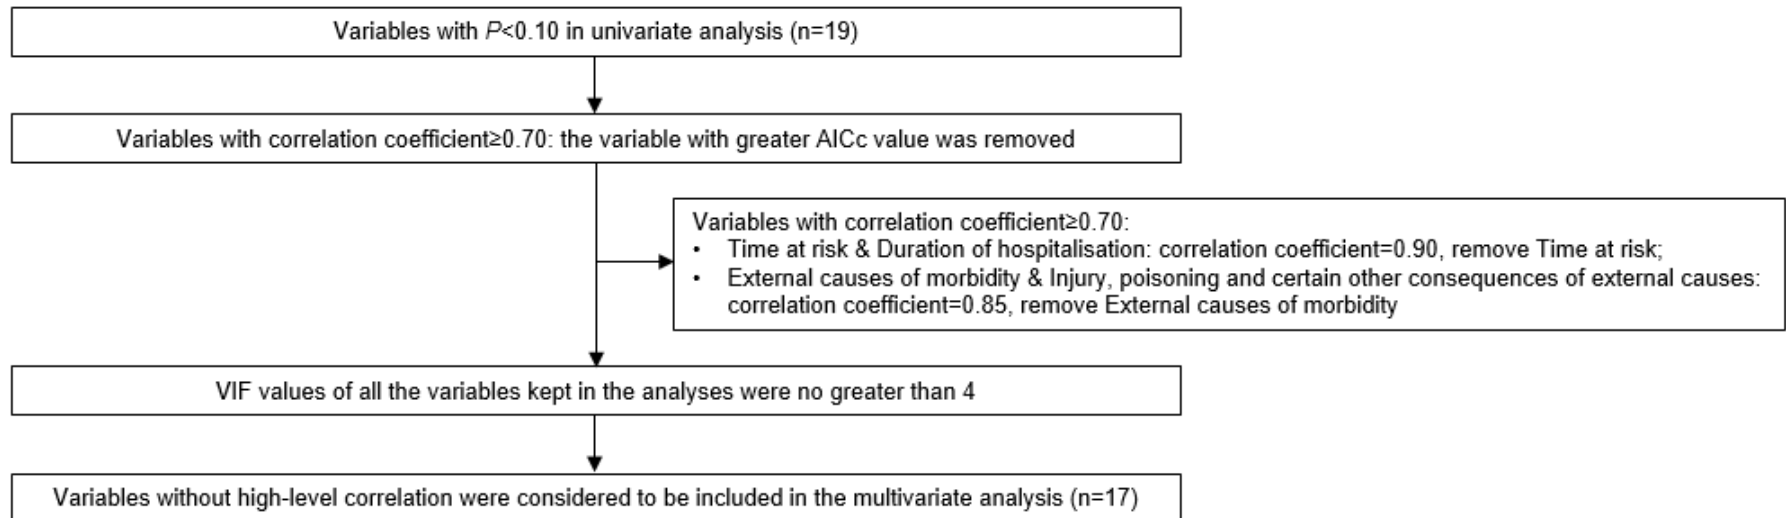 Variables with P<0.10 in univariate analysis (n=19)
Variables with correlation coefficient≥0.70: the variable with greater AICc value was removed
Variables with correlation coefficient≥0.70:
• Time at risk & Duration of hospitalisation: correlation coefficient=0.90, remove Time at risk;
• External causes of morbidity & Injury, poisoning and certain other consequences of external causes:
correlation coefficient=0.85, remove External causes of morbidity
VIF values of all the variables kept in the analyses were no greater than 4
Variables without high-level correlation were considered to be included in the multivariate analysis (n=17)